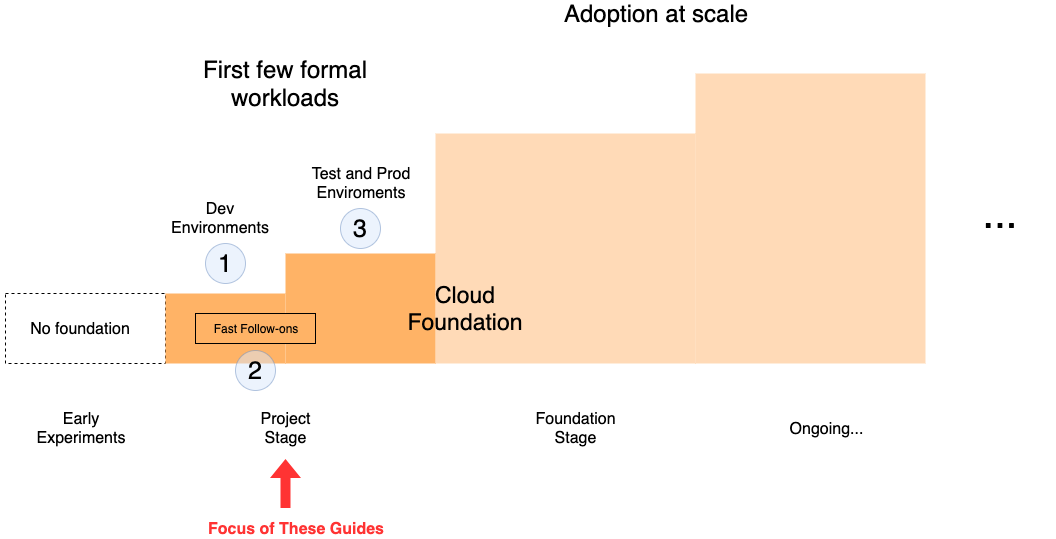 Adoption at scale
First few formal
workloads
Test and Prod
Enviroments
3
Dev
Environments
1
...
Cloud
Foundation
No foundation
Fast Follow-ons
2
Early
Experiments
Project
Stage
Foundation
Stage
Ongoing...
Focus of These Guides